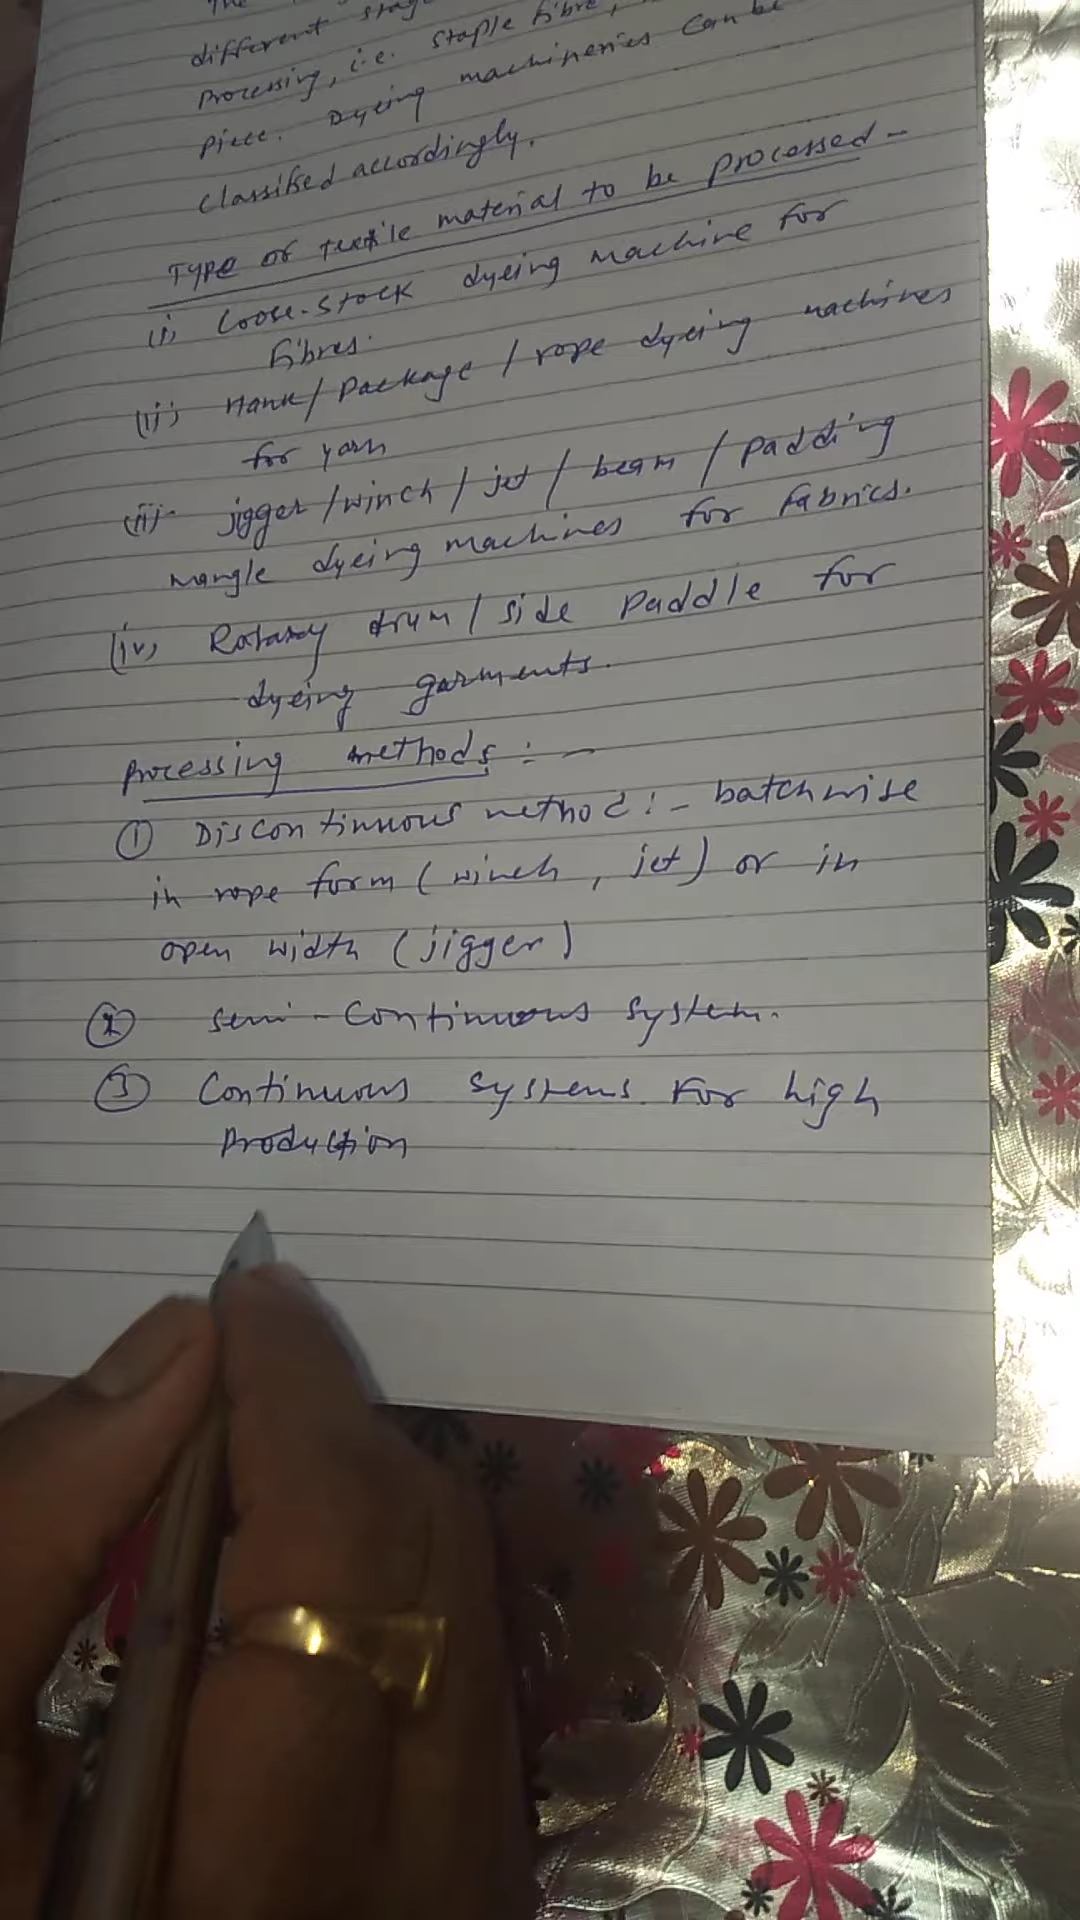 The
different stag
processing, i.e. staple fibre,
piece. Dyeing machineries can be
classified accordingly.
Type of textile material to be processed -
(i) Loose-stock dyeing machine for
fibres.
(ii) Hank/ package / rope dyeing machines
for yarn
(iii) jigger /winch / jet / beam / padding
mangle dyeing machines for fabrics.
(iv) Rotary drum / side paddle for
dyeing garments.
Processing methods : -
① Discontinuous method: - batchwise
in rope form (winch, jet) or in
open width (jigger)
② semi-continuous system.
③ Continuous systems for high
production